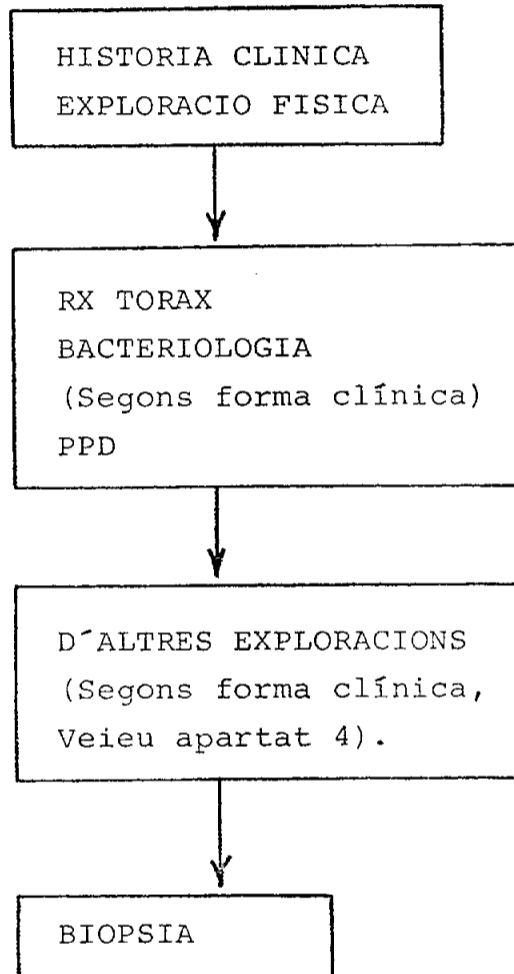 HISTORIA CLINICA
EXPLORACIO FISICA
RX TORAX
BACTERIOLOGIA
(Segons forma clínica)
PPD
D´ALTRES EXPLORACIONS
(Segons forma clínica,
Veieu apartat 4).
BIOPSIA